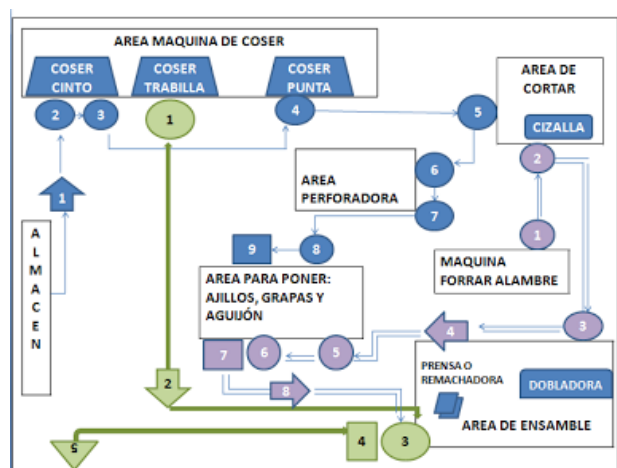 AREA MAQUINA DE COSER
COSER
CINTO
COSER
TRABILLA
COSER
PUNTA
AREA DE
CORTAR
CIZALLA
2
3
1
4
5
2
1
6
AREA
PERFORADORA
7
1
ALMACEN
9
8
MAQUINA
FORRAR ALAMBRE
AREA PARA PONER:
AJILLOS, GRAPAS Y
AGUIJÓN
4
3
7
6
5
PRENSA O
REMACHADORA
DOBLADORA
2
8
AREA DE ENSAMBLE
5
4
3